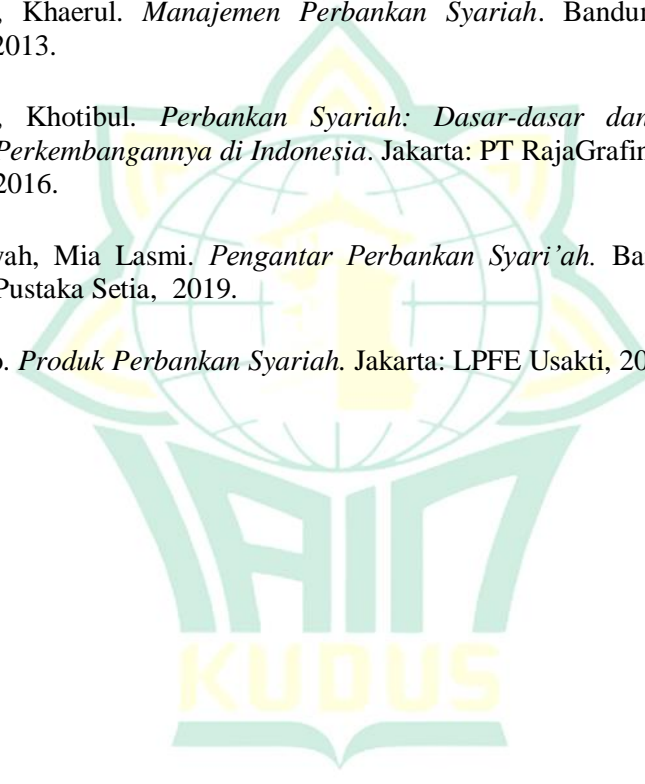 , Khaerul. Manajemen Perbankan Syariah. Bandun
2013.
, Khotibul. Perbankan Syariah: Dasar-dasar dan
Perkembangannya di Indonesia. Jakarta: PT RajaGrafin
2016.
yah, Mia Lasmi. Pengantar Perbankan Syari’ah. Ba
Pustaka Setia, 2019.
o. Produk Perbankan Syariah. Jakarta: LPFE Usakti, 20
IAIN
KUDUS